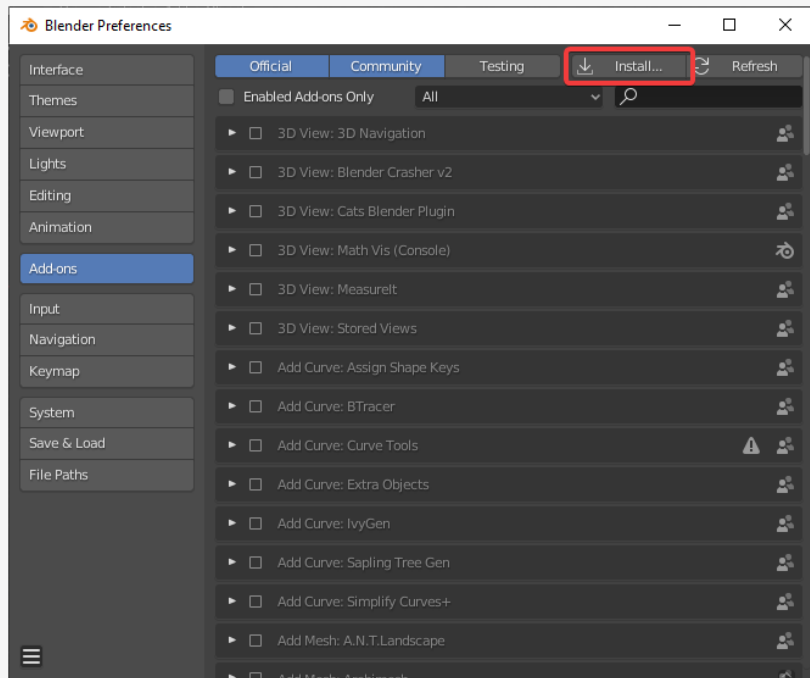 Blender Preferences
Interface
Themes
Viewport
Lights
Editing
Animation
Add-ons
Input
Navigation
Keymap
System
Save & Load
File Paths
Official Community Testing Install... Refresh
Enabled Add-ons Only All
3D View: 3D Navigation
3D View: Blender Crasher v2
3D View: Cats Blender Plugin
3D View: Math Vis (Console)
3D View: MeasureIt
3D View: Stored Views
Add Curve: Assign Shape Keys
Add Curve: BTracer
Add Curve: Curve Tools
Add Curve: Extra Objects
Add Curve: IvyGen
Add Curve: Sapling Tree Gen
Add Curve: Simplify Curves+
Add Mesh: A.N.T.Landscape
Add Mesh: Archimesh